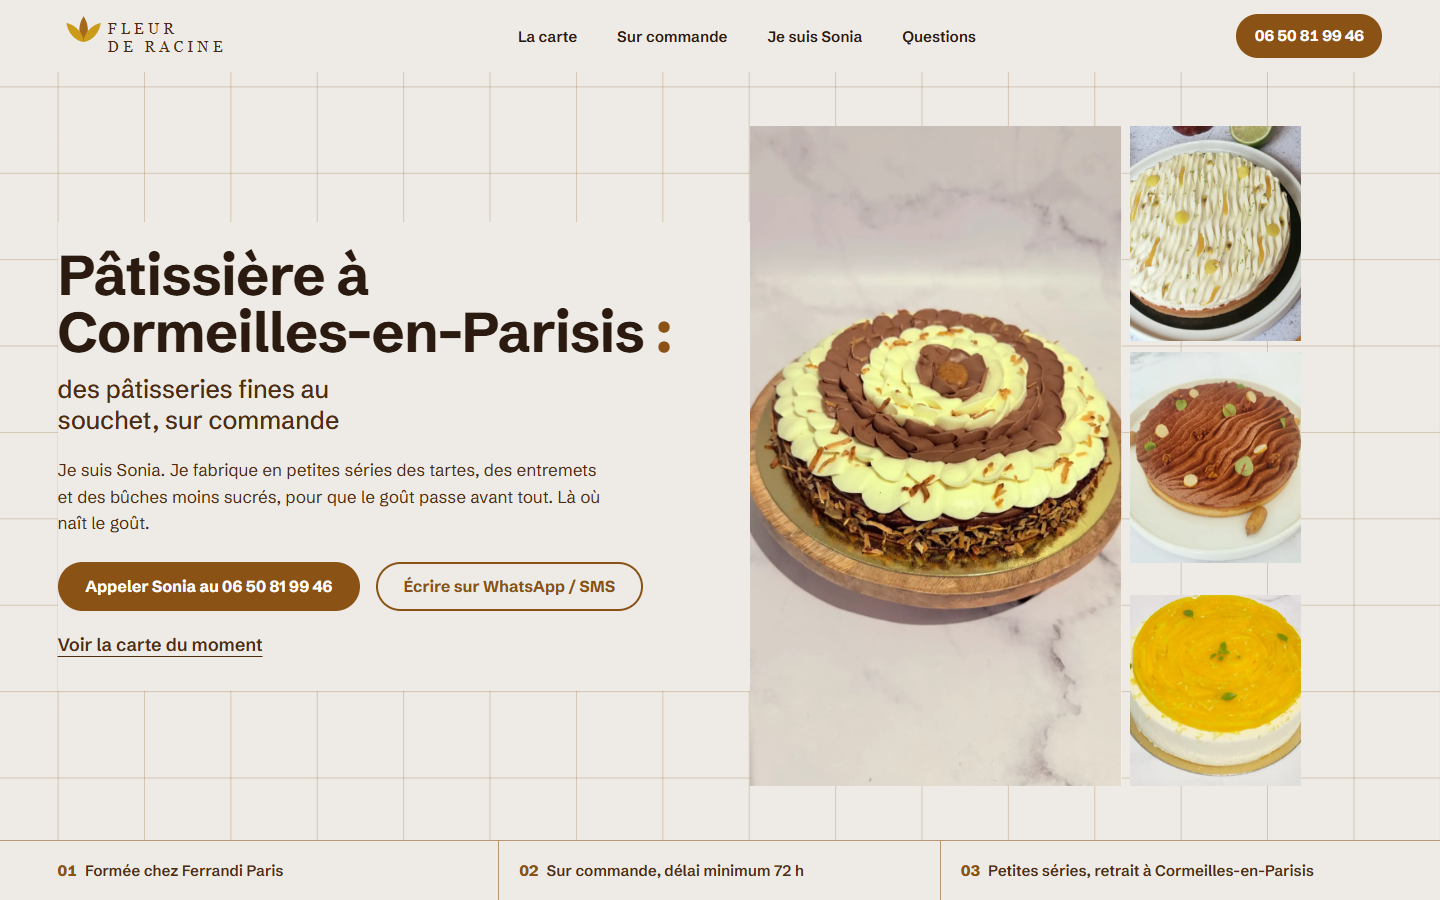 FLEUR
DE RACINE
La carte
Sur commande
Je suis Sonia
Questions
06 50 81 99 46
Pâtissière à
Cormeilles-en-Parisis :
des pâtisseries fines au
souchet, sur commande
Je suis Sonia. Je fabrique en petites séries des tartes, des entremets
et des bûches moins sucrés, pour que le goût passe avant tout. Là où
naît le goût.
Appeler Sonia au 06 50 81 99 46
Écrire sur WhatsApp / SMS
Voir la carte du moment
01 Formée chez Ferrandi Paris
02 Sur commande, délai minimum 72 h
03 Petites séries, retrait à Cormeilles-en-Parisis